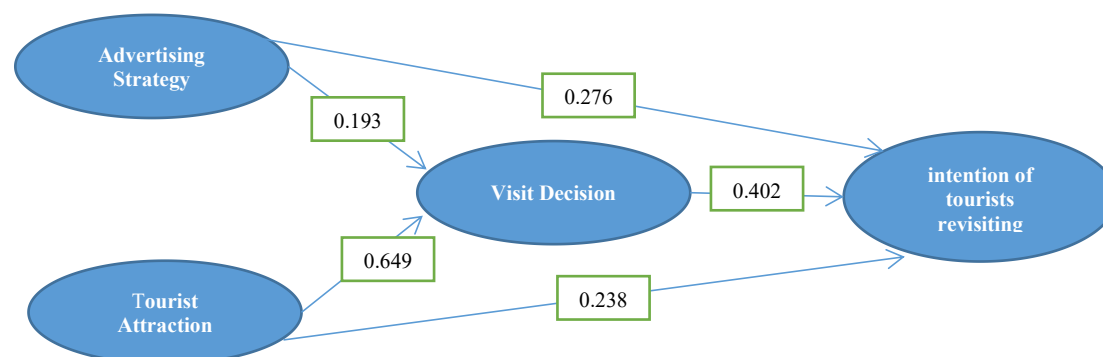 Advertising
Strategy
0.276
0.193
Visit Decision
0.402
intention of
tourists
revisiting
0.649
0.238
Tourist
Attraction